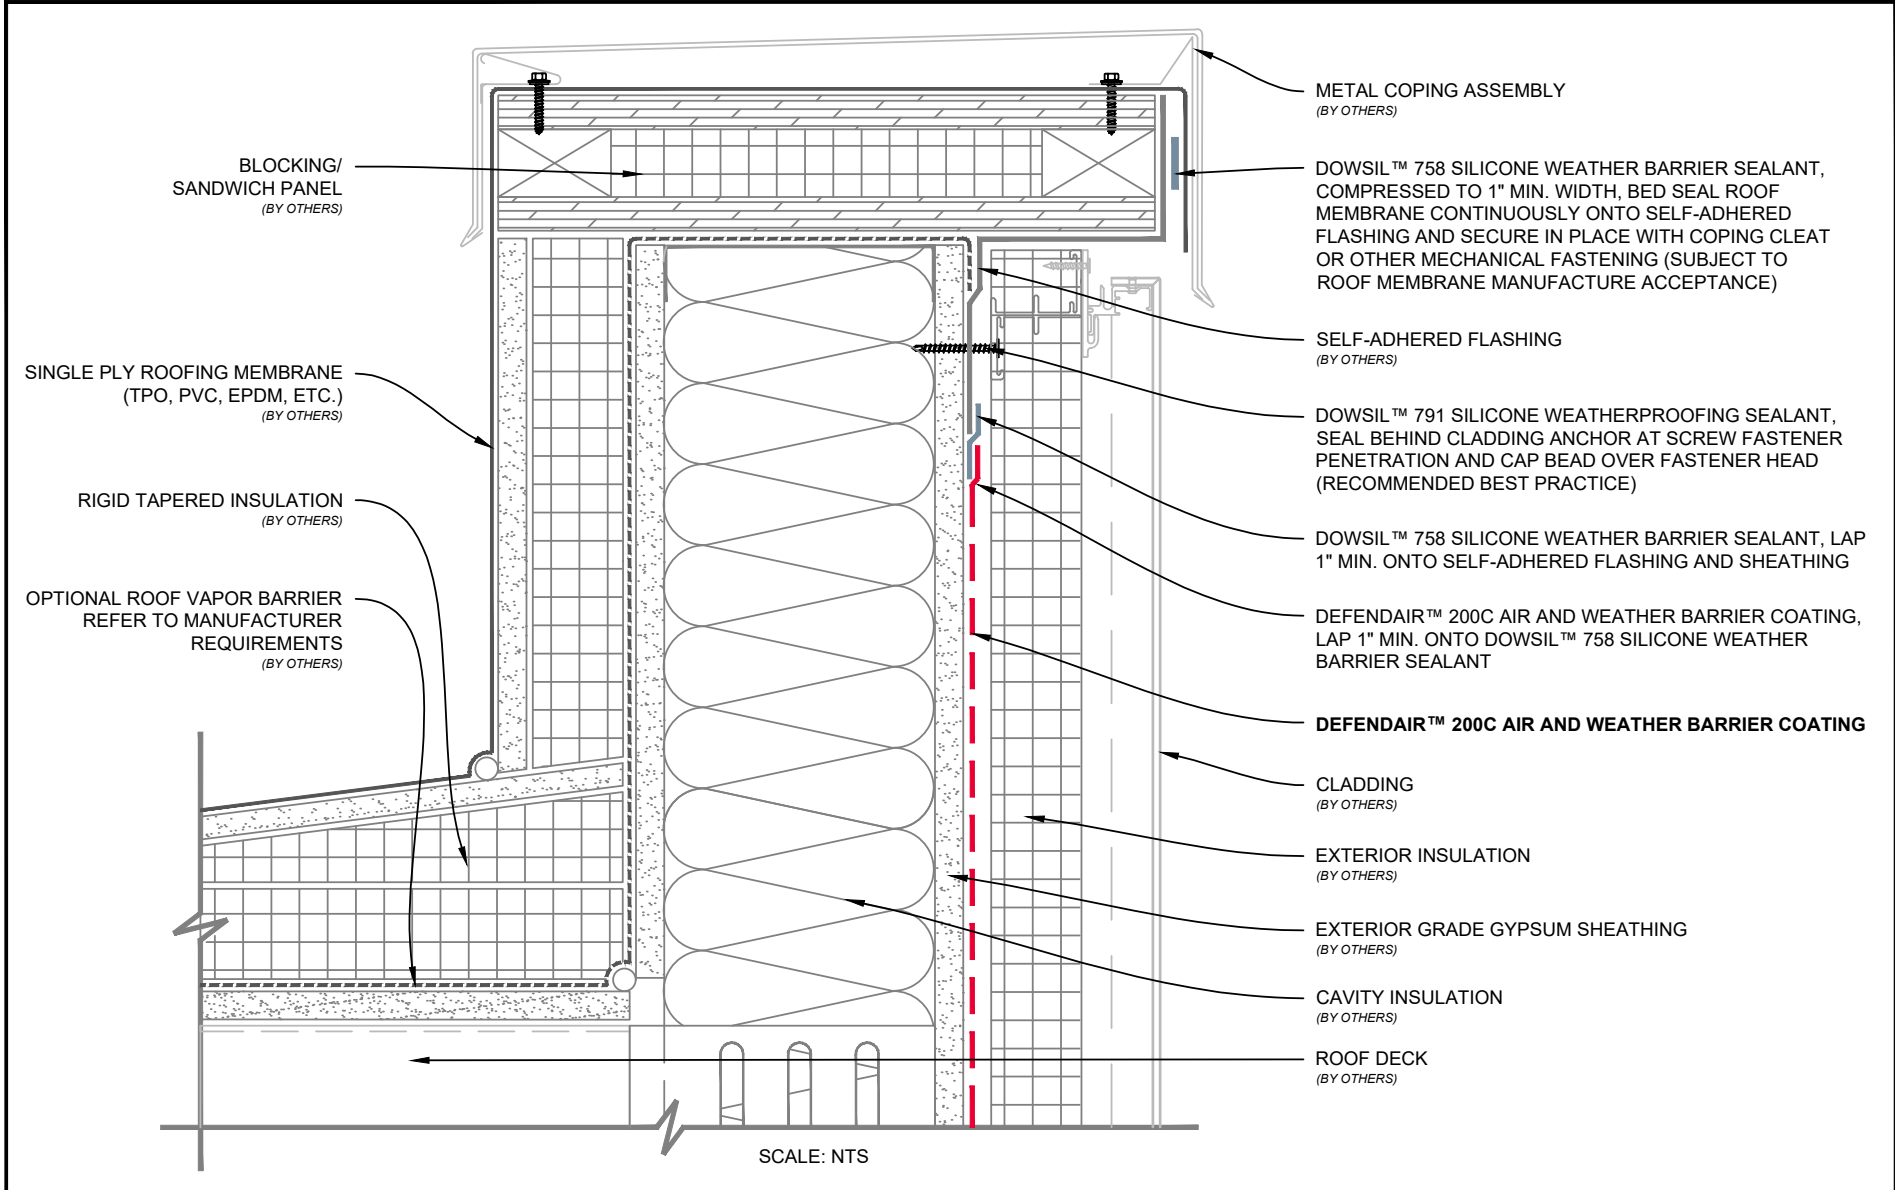 BLOCKING/
SANDWICH PANEL
(BY OTHERS)
SINGLE PLY ROOFING MEMBRANE
(TPO, PVC, EPDM, ETC.)
(BY OTHERS)
RIGID TAPERED INSULATION
(BY OTHERS)
OPTIONAL ROOF VAPOR BARRIER
REFER TO MANUFACTURER
REQUIREMENTS
(BY OTHERS)
METAL COPING ASSEMBLY
(BY OTHERS)
DOWSIL™ 758 SILICONE WEATHER BARRIER SEALANT,
COMPRESSED TO 1" MIN. WIDTH, BED SEAL ROOF
MEMBRANE CONTINUOUSLY ONTO SELF-ADHERED
FLASHING AND SECURE IN PLACE WITH COPING CLEAT
OR OTHER MECHANICAL FASTENING (SUBJECT TO
ROOF MEMBRANE MANUFACTURE ACCEPTANCE)
SELF-ADHERED FLASHING
(BY OTHERS)
DOWSIL™ 791 SILICONE WEATHERPROOFING SEALANT,
SEAL BEHIND CLADDING ANCHOR AT SCREW FASTENER
PENETRATION AND CAP BEAD OVER FASTENER HEAD
(RECOMMENDED BEST PRACTICE)
DOWSIL™ 758 SILICONE WEATHER BARRIER SEALANT, LAP
1" MIN. ONTO SELF-ADHERED FLASHING AND SHEATHING
DEFENDAIR™ 200C AIR AND WEATHER BARRIER COATING,
LAP 1" MIN. ONTO DOWSIL™ 758 SILICONE WEATHER
BARRIER SEALANT
DEFENDAIR™ 200C AIR AND WEATHER BARRIER COATING
CLADDING
(BY OTHERS)
EXTERIOR INSULATION
(BY OTHERS)
EXTERIOR GRADE GYPSUM SHEATHING
(BY OTHERS)
CAVITY INSULATION
(BY OTHERS)
ROOF DECK
(BY OTHERS)
SCALE: NTS